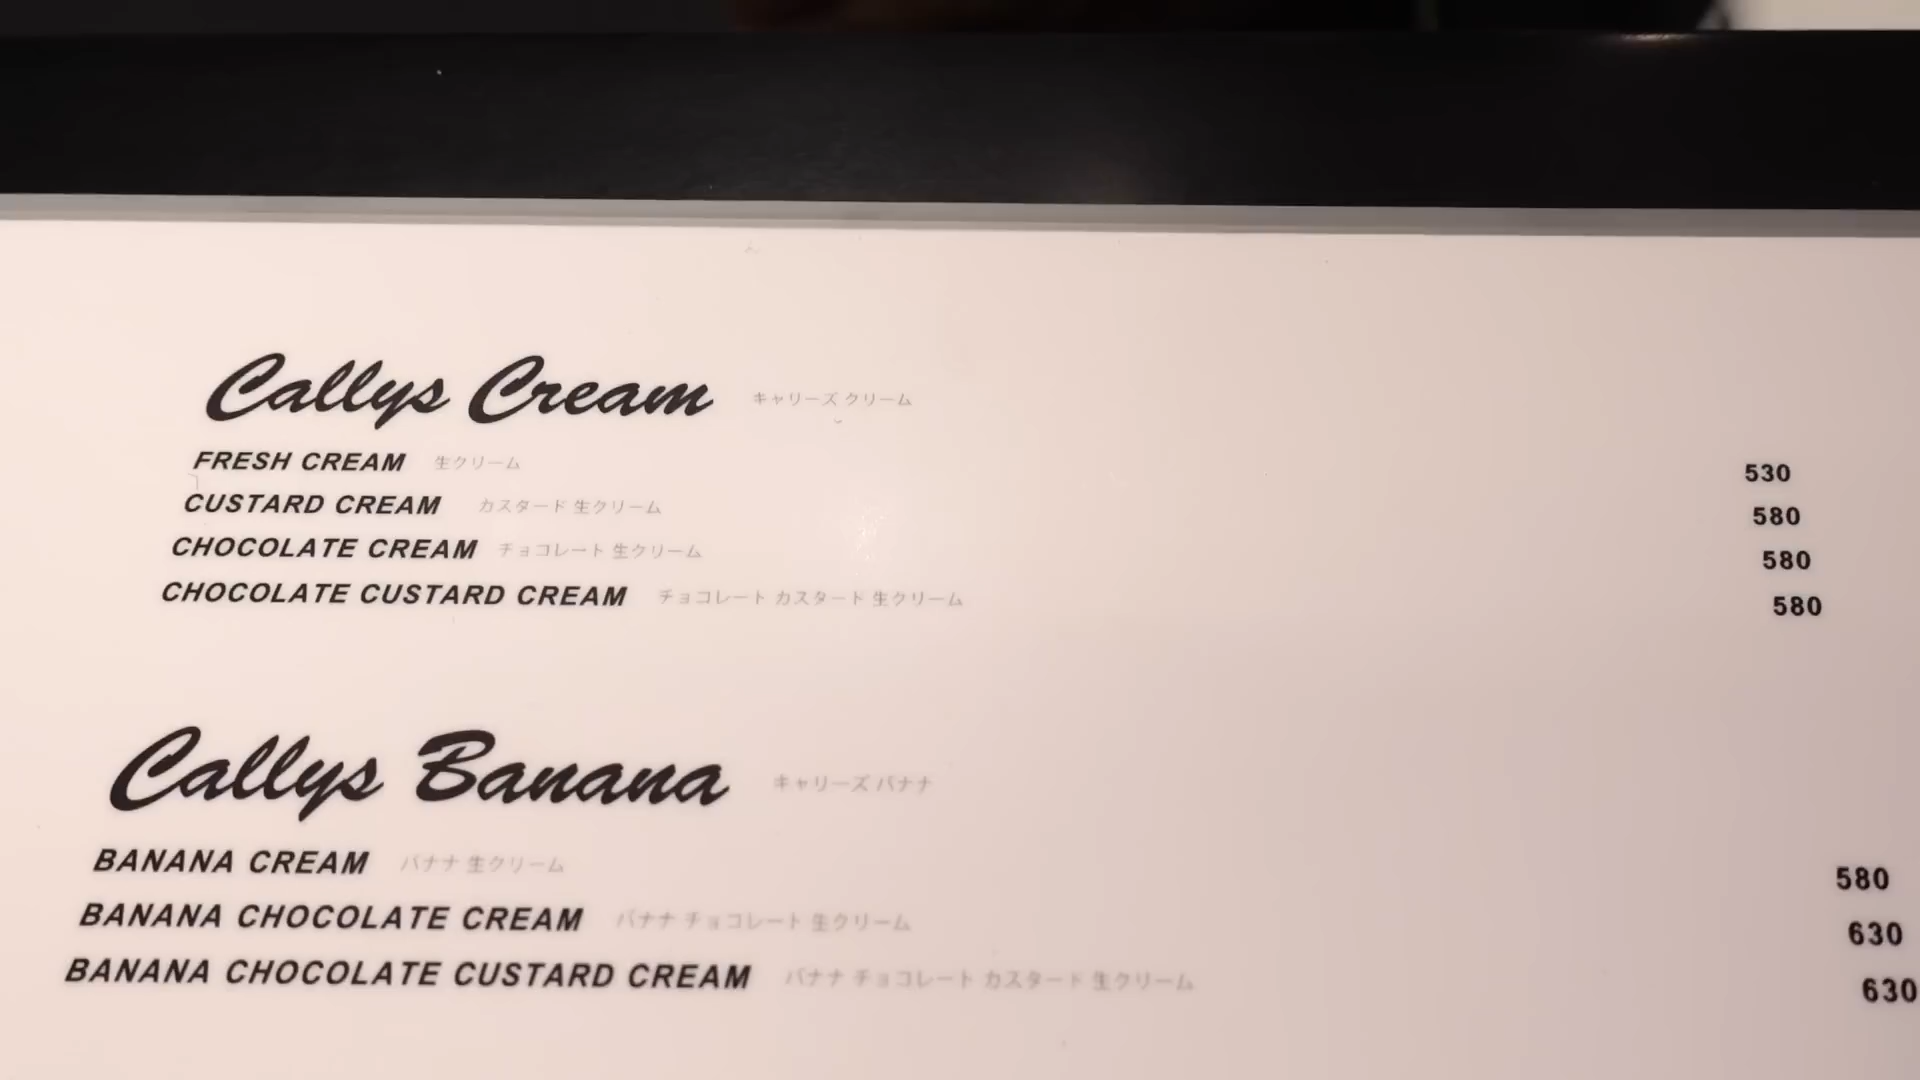 Callys Cream キャリーズ クリーム
FRESH CREAM 生クリーム 530
CUSTARD CREAM カスタード 生クリーム 580
CHOCOLATE CREAM チョコレート 生クリーム 580
CHOCOLATE CUSTARD CREAM チョコレート カスタード 生クリーム 580
Callys Banana キャリーズ バナナ
BANANA CREAM バナナ 生クリーム 580
BANANA CHOCOLATE CREAM バナナ チョコレート 生クリーム 630
BANANA CHOCOLATE CUSTARD CREAM バナナ チョコレート カスタード 生クリーム 630